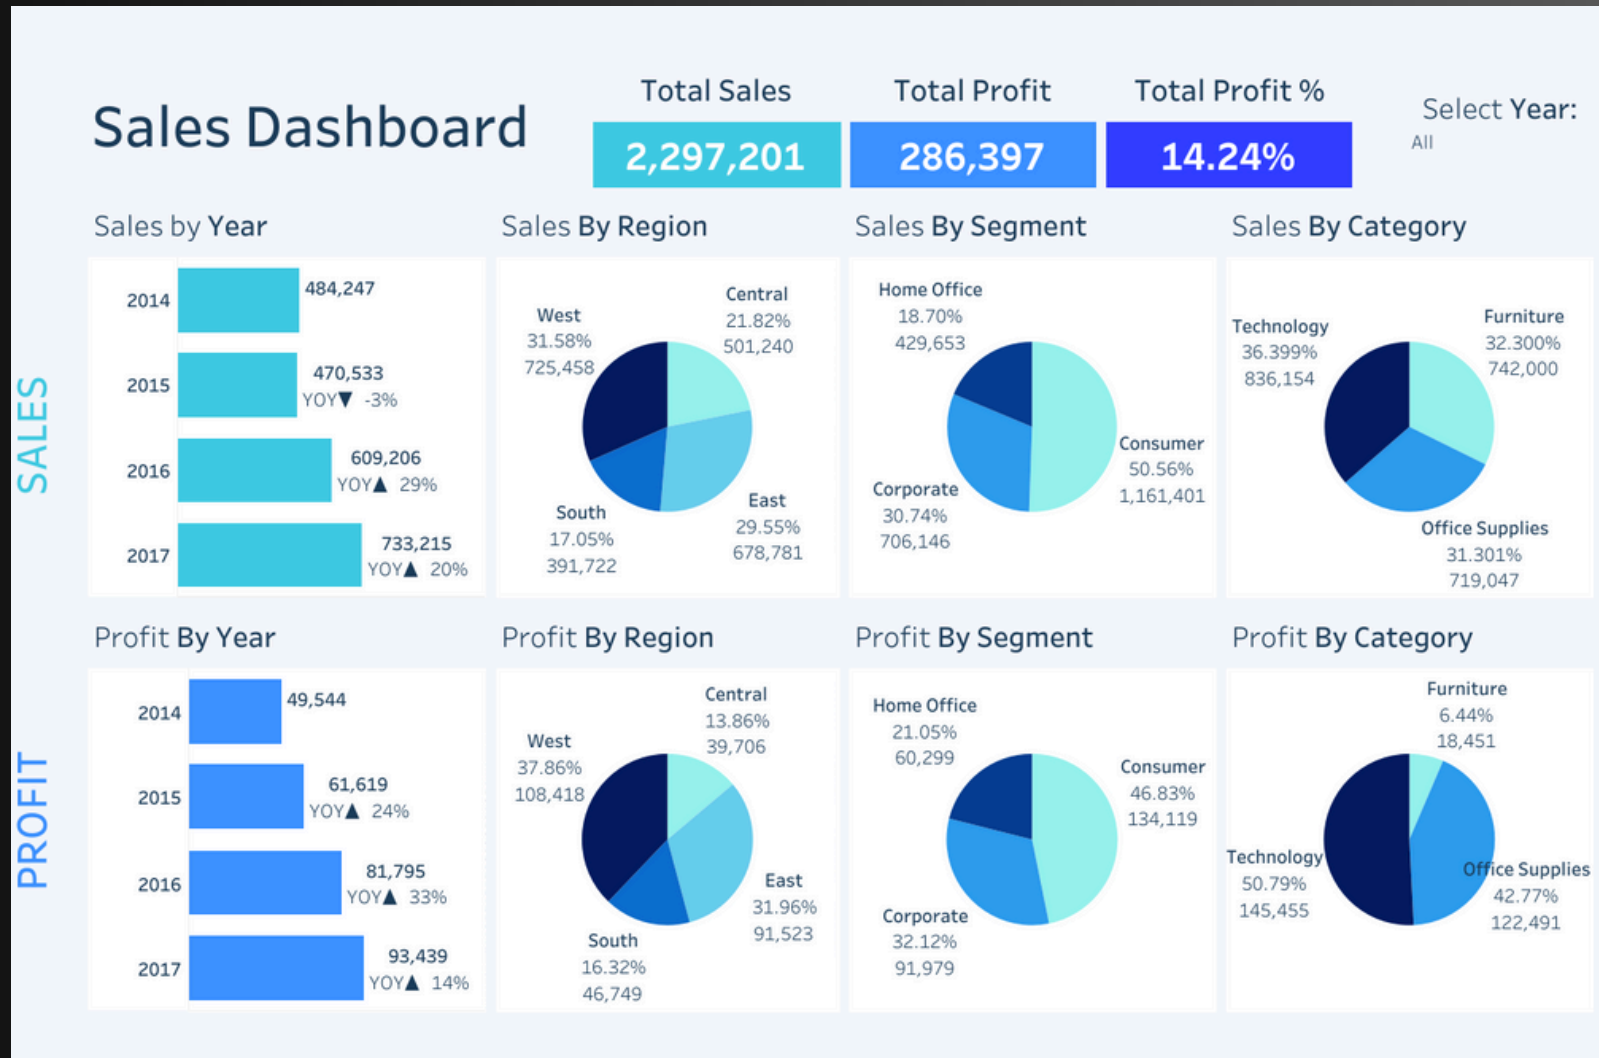 Sales Dashboard
Total Sales
2,297,201
Total Profit
286,397
Total Profit %
14.24%
Select Year:
All
SALES
Sales by Year
2014
484,247
2015
470,533
YOY▼ -3%
2016
609,206
YOY▲ 29%
2017
733,215
YOY▲ 20%
Sales By Region
West
31.58%
725,458
Central
21.82%
501,240
South
17.05%
391,722
East
29.55%
678,781
Sales By Segment
Home Office
18.70%
429,653
Consumer
50.56%
1,161,401
Corporate
30.74%
706,146
Sales By Category
Technology
36.399%
836,154
Furniture
32.300%
742,000
Office Supplies
31.301%
719,047
PROFIT
Profit By Year
2014
49,544
2015
61,619
YOY▲ 24%
2016
81,795
YOY▲ 33%
2017
93,439
YOY▲ 14%
Profit By Region
Central
13.86%
39,706
West
37.86%
108,418
East
31.96%
91,523
South
16.32%
46,749
Profit By Segment
Home Office
21.05%
60,299
Consumer
46.83%
134,119
Corporate
32.12%
91,979
Profit By Category
Furniture
6.44%
18,451
Technology
50.79%
145,455
Office Supplies
42.77%
122,491